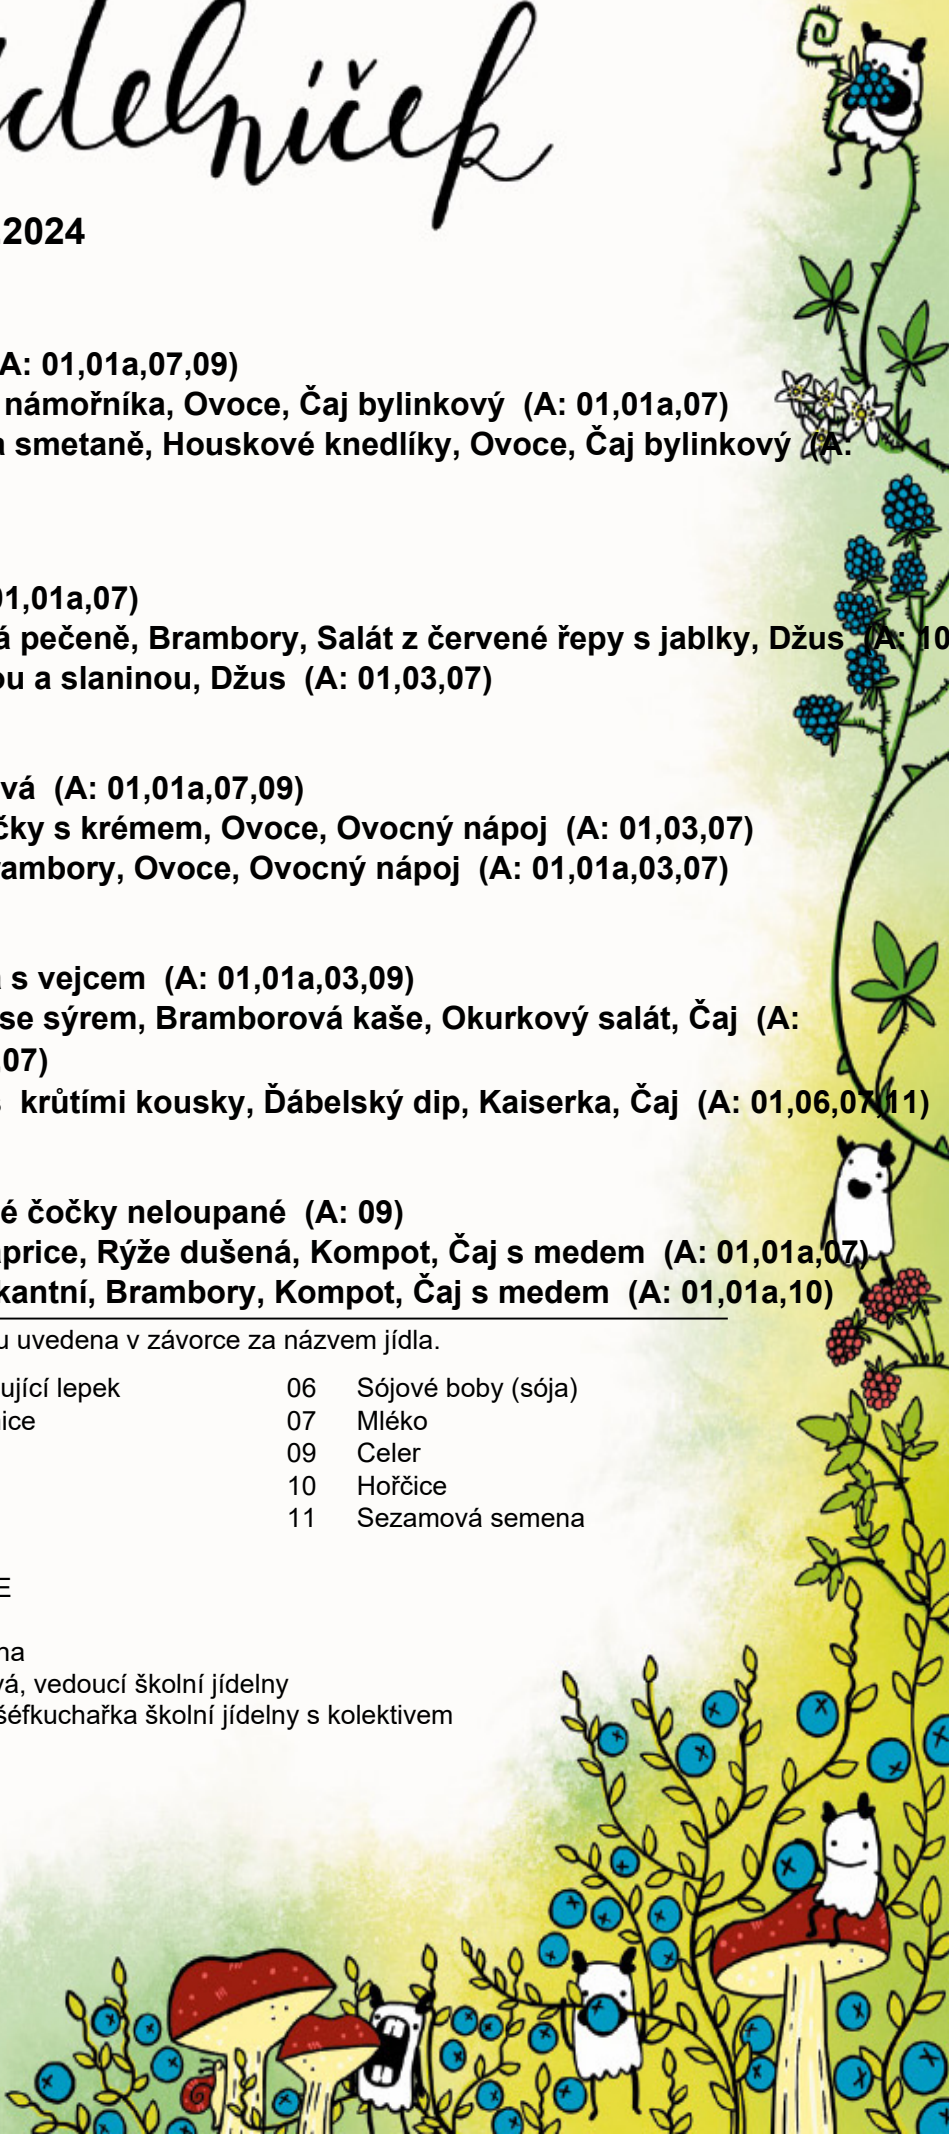 delníček
2024
A: 01,01a,07,09)
námořníka, Ovoce, Čaj bylinkový (A: 01,01a,07)
a smetaně, Houskové knedlíky, Ovoce, Čaj bylinkový (A:
01,01a,07)
á pečeně, Brambory, Salát z červené řepy s jablky, Džus (A: 10
ou a slaninou, Džus (A: 01,03,07)
vá (A: 01,01a,07,09)
čky s krémem, Ovoce, Ovocný nápoj (A: 01,03,07)
rambory, Ovoce, Ovocný nápoj (A: 01,01a,03,07)
s vejcem (A: 01,01a,03,09)
se sýrem, Bramborová kaše, Okurkový salát, Čaj (A:
07)
krůtími kousky, Ďábelský dip, Kaiserka, Čaj (A: 01,06,07,11)
é čočky neloupané (A: 09)
aprice, Rýže dušená, Kompot, Čaj s medem (A: 01,01a,07)
kantní, Brambory, Kompot, Čaj s medem (A: 01,01a,10)
u uvedena v závorce za názvem jídla.
ující lepek 06 Sójové boby (sója)
nice 07 Mléko
09 Celer
10 Hořčice
11 Sezamová semena
E
na
vá, vedoucí školní jídelny
šéfkuchařka školní jídelny s kolektivem